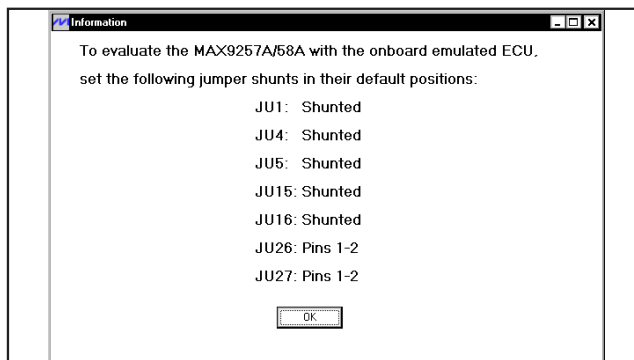 Information
To evaluate the MAX9257A/58A with the onboard emulated ECU,
set the following jumper shunts in their default positions:
JU1: Shunted
JU4: Shunted
JU5: Shunted
JU15: Shunted
JU16: Shunted
JU26: Pins 1-2
JU27: Pins 1-2
OK